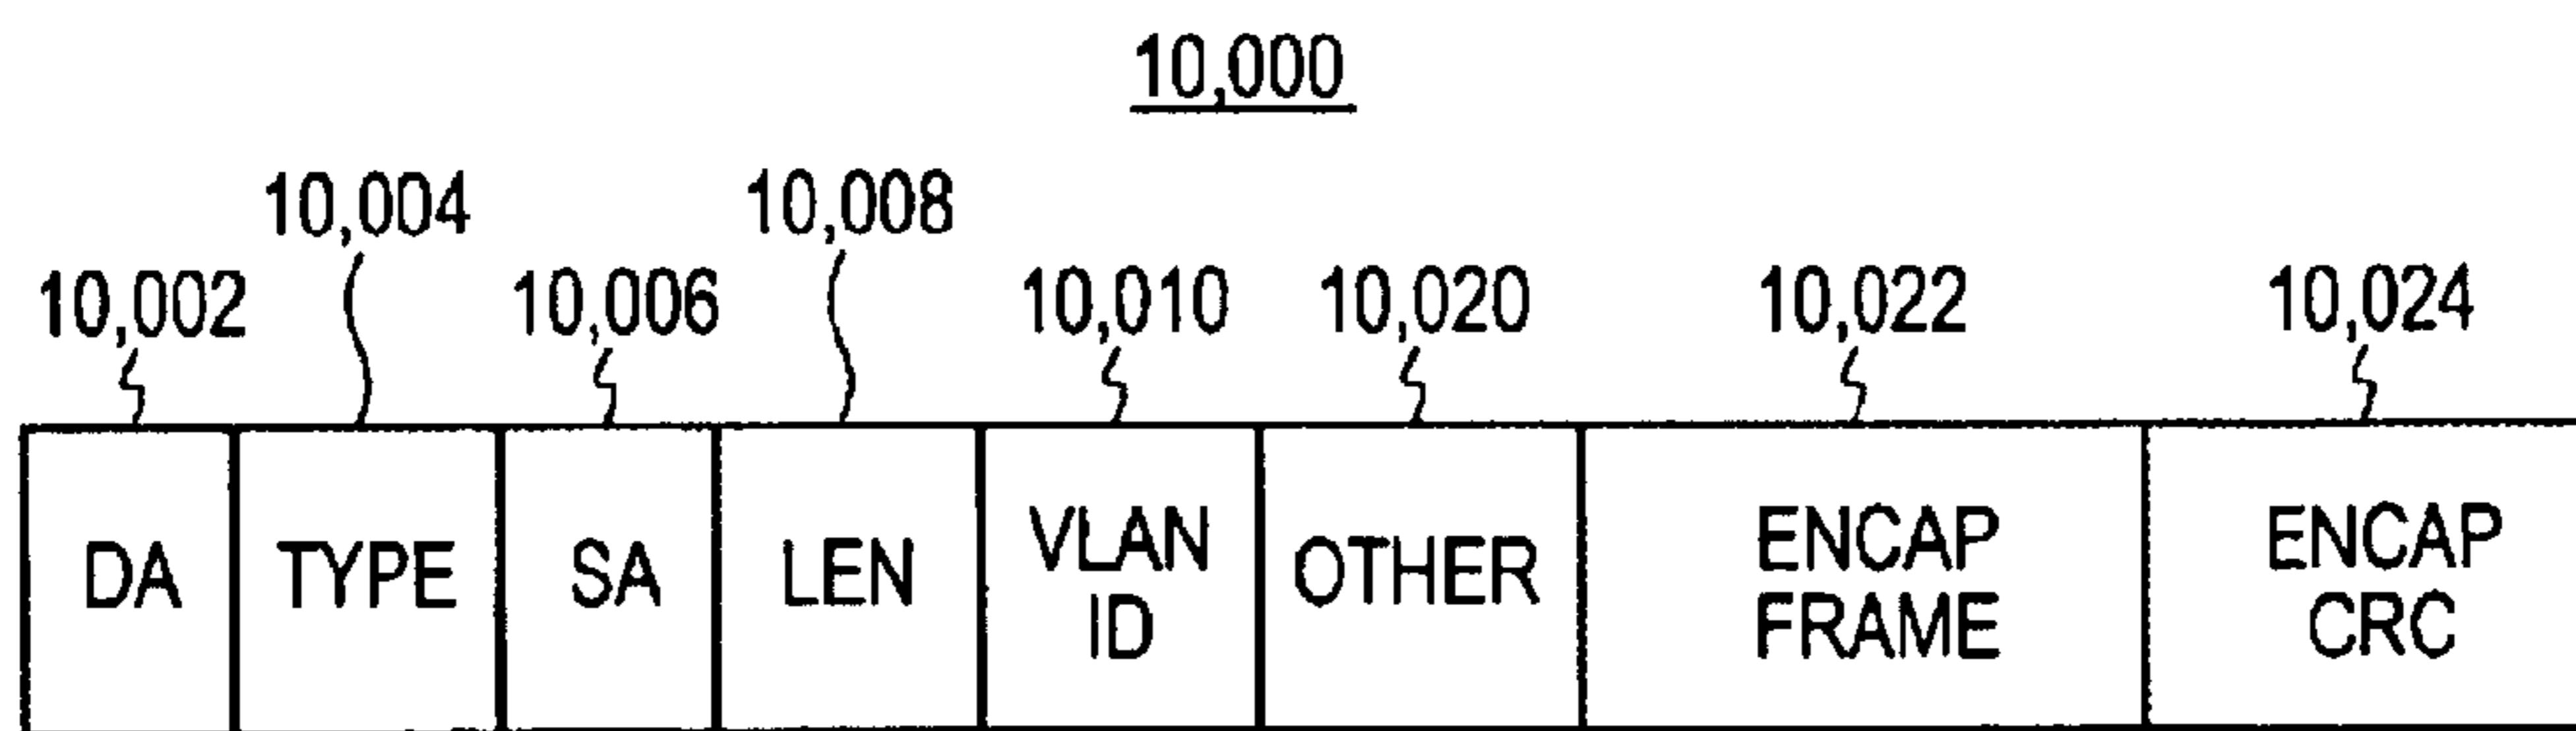 10,000
10,004 10,008
10,002 10,006 10,010 10,020 10,022 10,024
DA TYPE SA LEN VLAN ID OTHER ENCAP FRAME ENCAP CRC